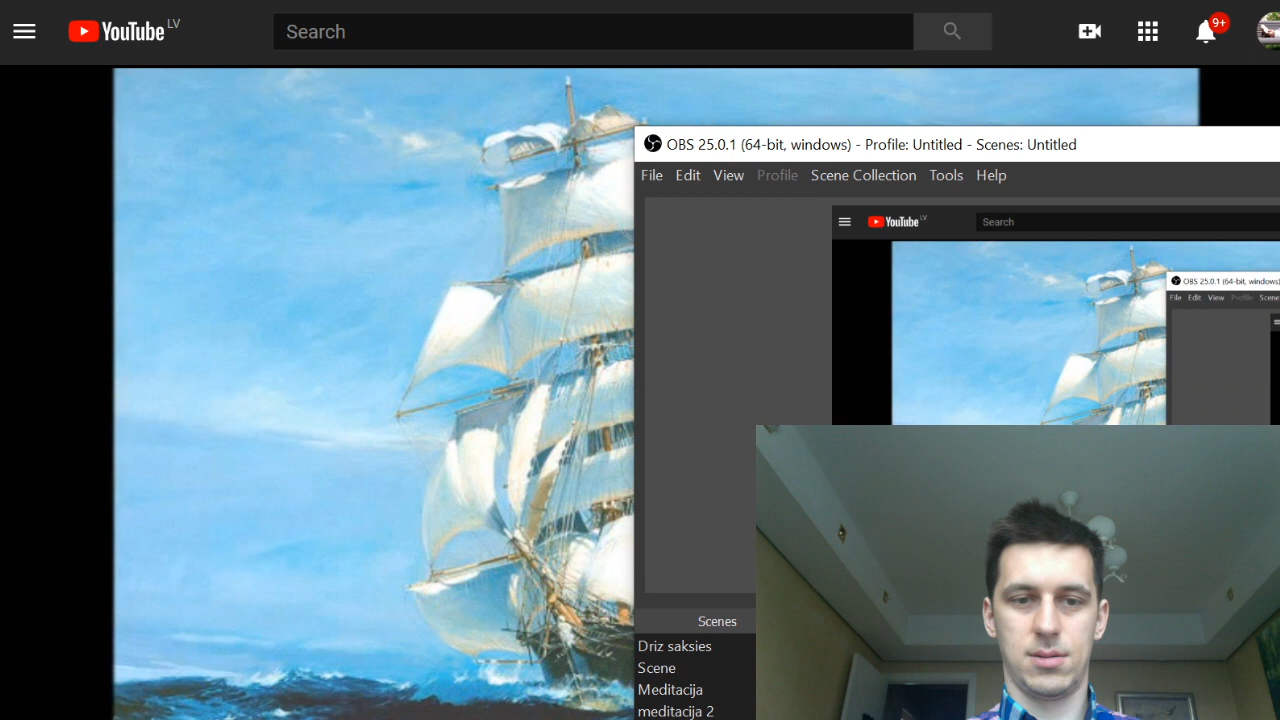 YouTube LV
Search
9+
OBS 25.0.1 (64-bit, windows) - Profile: Untitled - Scenes: Untitled
File Edit View Profile Scene Collection Tools Help
YouTube LV
Search
OBS 25.0.1 (64-bit, windows)
File Edit View Profile Scene
Scenes
Driz saksies
Scene
Meditacija
meditacija 2